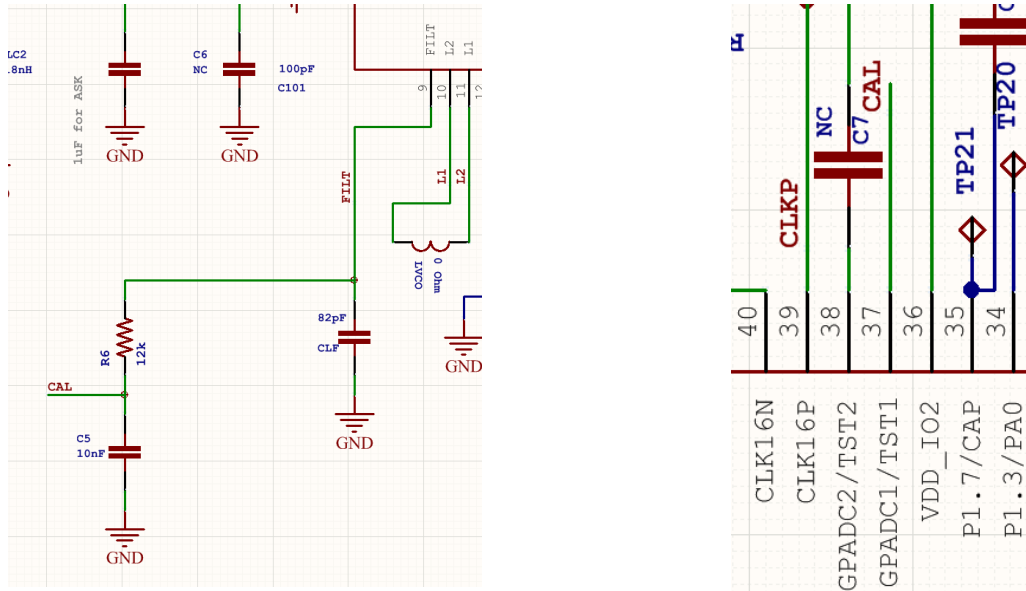 LC2
.8nH
1uF for ASK
GND
C6
NC
100pF
C101
GND
FILT
L2
L1
9
10
11
12
FILT
L1
L2
LVCO
0 Ohm
R6
12k
82pF
CLF
GND
GND
CAL
C5
10nF
GND
CLKP
NC
C7
CAL
TP21
TP20
40
39
38
37
36
35
34
CLK16N
CLK16P
GPADC2/TST2
GPADC1/TST1
VDD_IO2
P1.7/CAP
P1.3/PA0